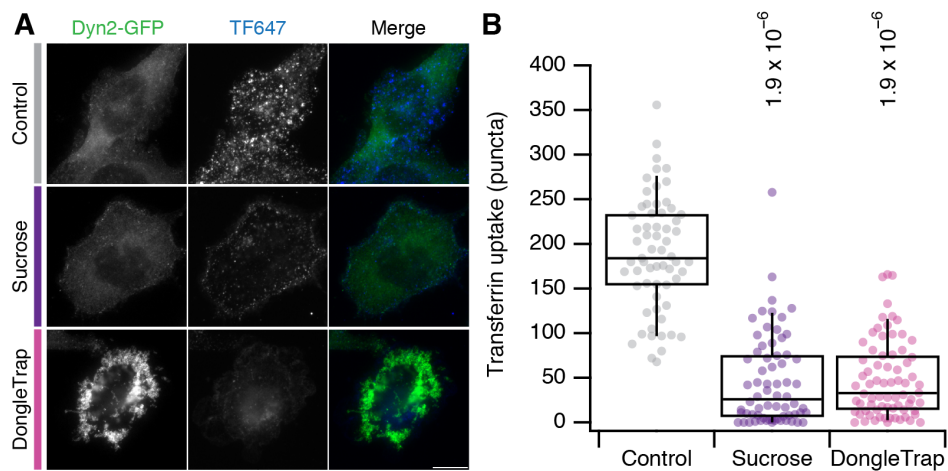 A
Dyn2-GFP
TF647
Merge
Control
Sucrose
DongleTrap
B
1.9 x 10⁻⁶
1.9 x 10⁻⁶
Transferrin uptake (puncta)
400
350
300
250
200
150
100
50
0
Control
Sucrose
DongleTrap